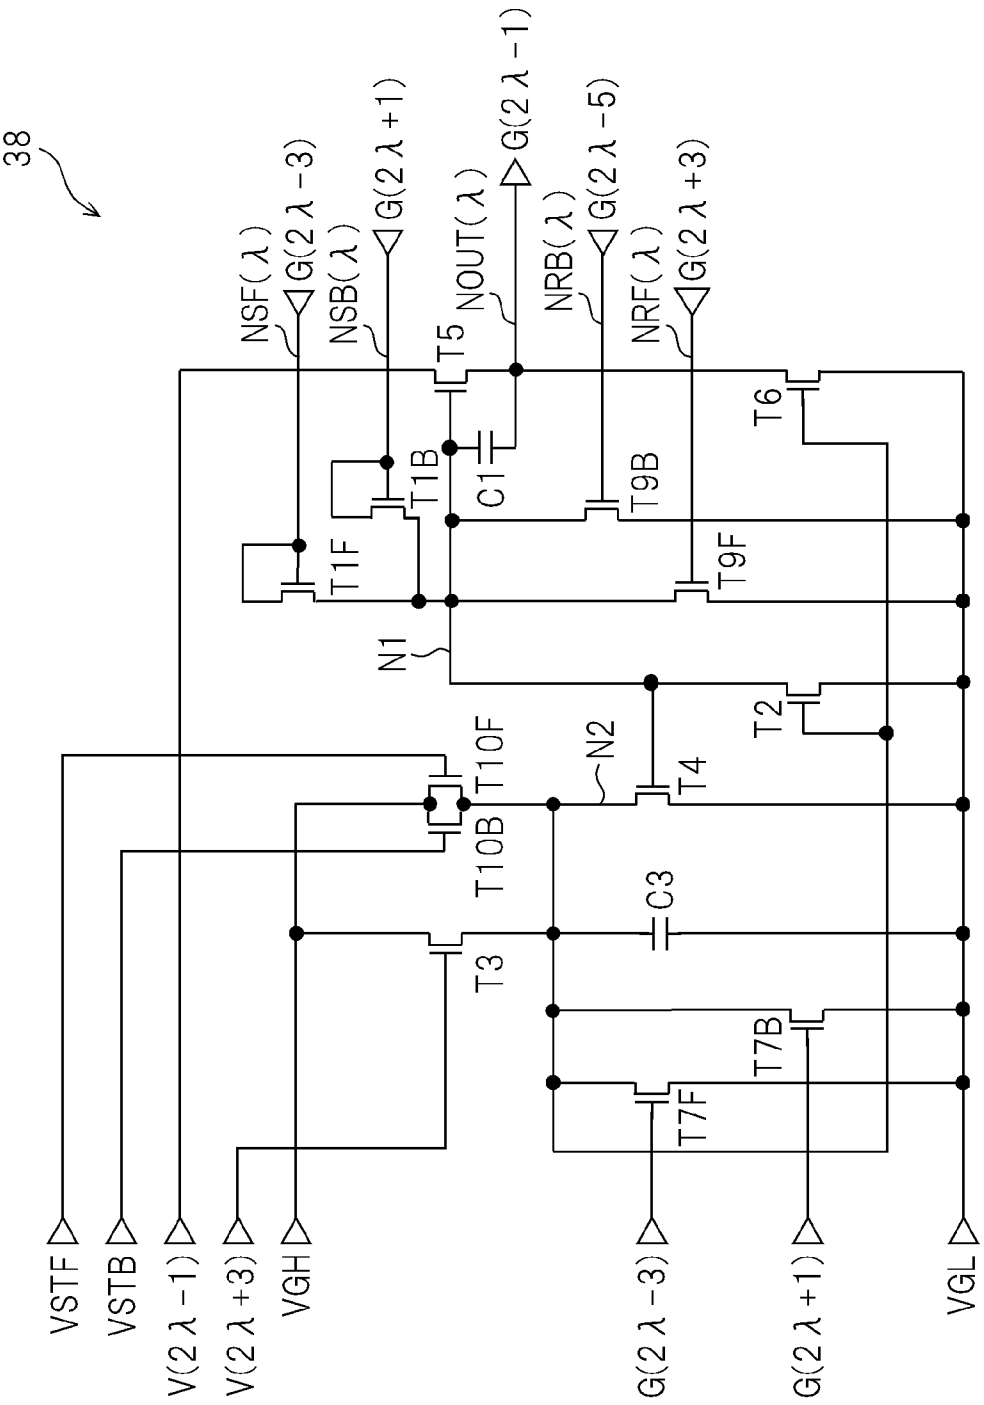 38
NSF(λ)
G(2λ-3)
NSB(λ)
G(2λ+1)
NOUT(λ)
G(2λ-1)
NRB(λ)
G(2λ-5)
NRF(λ)
G(2λ+3)
T5
T6
T1B
C1
T9B
T1F
T9F
N1
T2
T10F
N2
T4
T10B
C3
T3
T7B
T7F
VSTF
VSTB
V(2λ-1)
V(2λ+3)
VGH
G(2λ-3)
G(2λ+1)
VGL